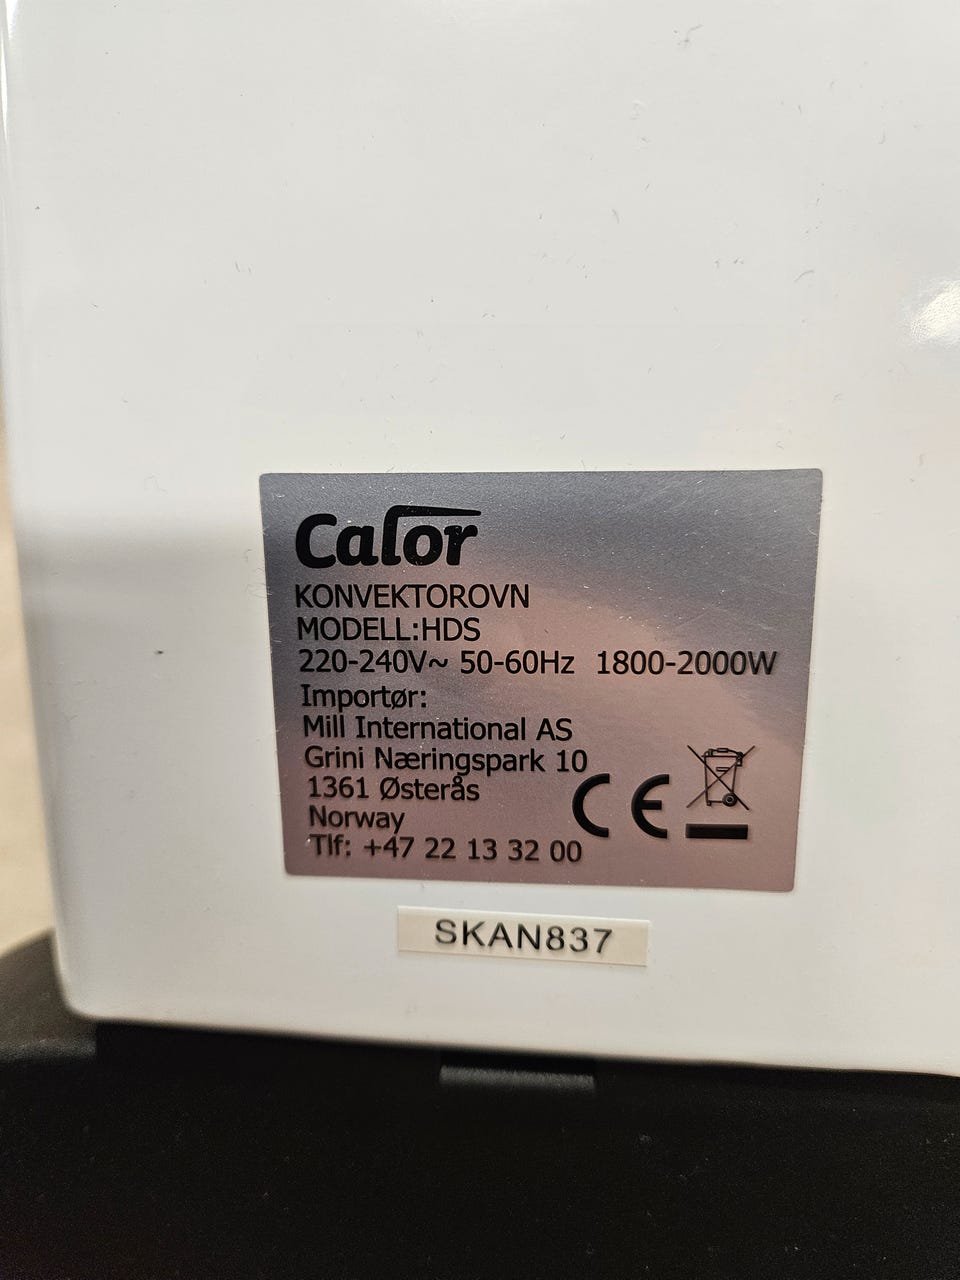 Calor
KONVEKTOROVN
MODELL:HDS
220-240V~ 50-60Hz 1800-2000W
Importør:
Mill International AS
Grini Næringspark 10
1361 Østerås
Norway
Tlf: +47 22 13 32 00
CE
SKAN837